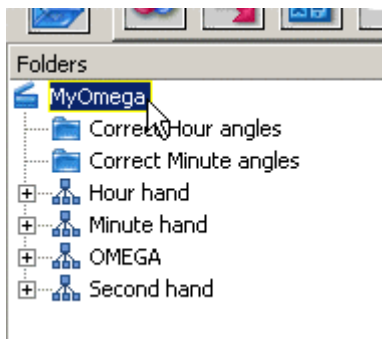 Folders
MyOmega
Correct Hour angles
Correct Minute angles
Hour hand
Minute hand
OMEGA
Second hand